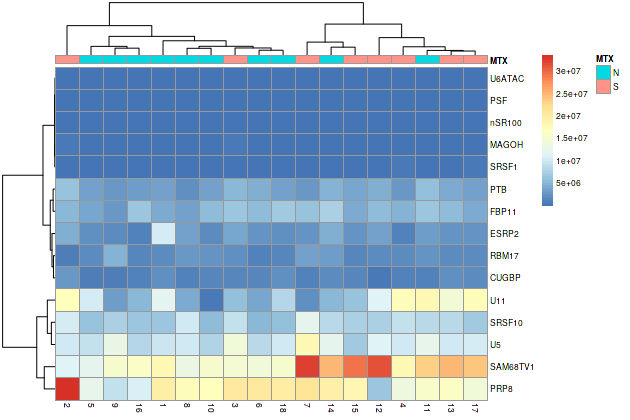 MTX
U6ATAC
PSF
nSR100
MAGOH
SRSF1
PTB
FBP11
ESRP2
RBM17
CUGBP
U11
SRSF10
U5
SAM68TV1
PRP8
2 5 9 16 1 8 10 3 6 18 7 14 15 12 4 11 13 17
3e+07
2.5e+07
2e+07
1.5e+07
1e+07
5e+06
MTX
N
S